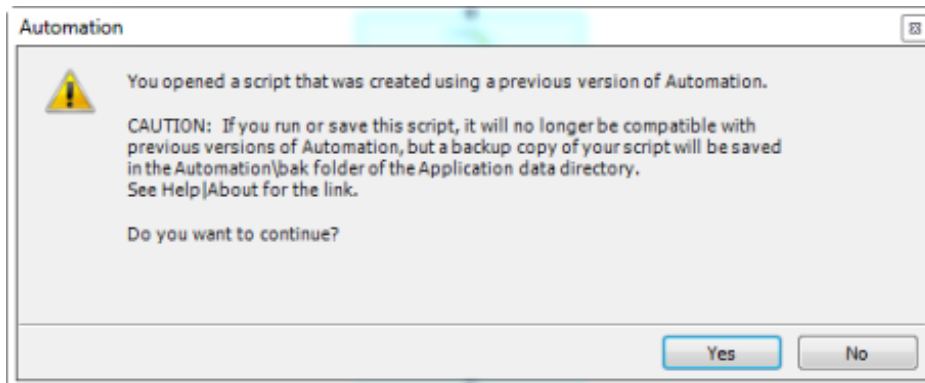 Automation
You opened a script that was created using a previous version of Automation.
CAUTION:  If you run or save this script, it will no longer be compatible with
previous versions of Automation, but a backup copy of your script will be saved
in the Automation\bak folder of the Application data directory.
See Help|About for the link.
Do you want to continue?
Yes
No